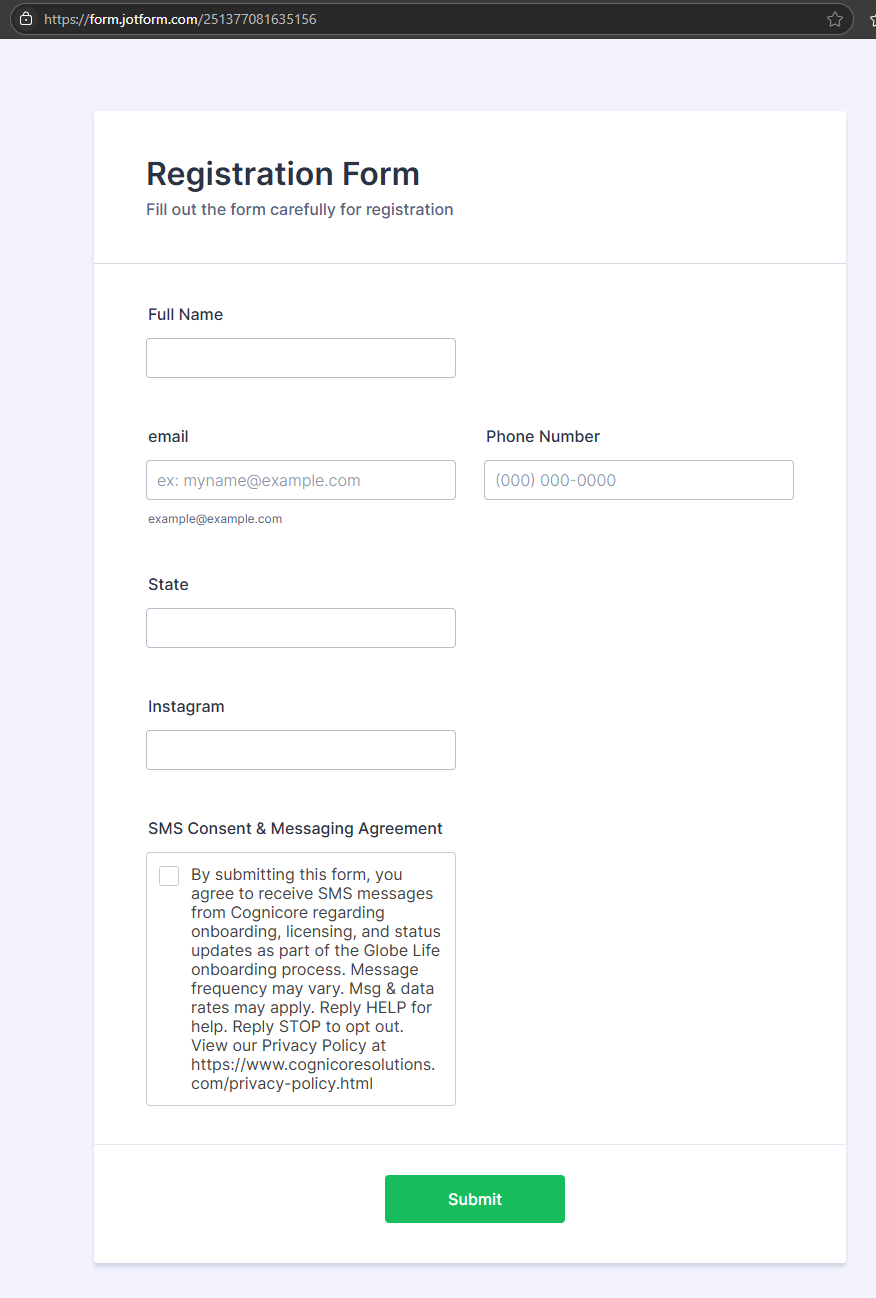 https://form.jotform.com/251377081635156
Registration Form
Fill out the form carefully for registration
Full Name
email
Phone Number
ex: myname@example.com
(000) 000-0000
example@example.com
State
Instagram
SMS Consent & Messaging Agreement
By submitting this form, you
agree to receive SMS messages
from Cognicore regarding
onboarding, licensing, and status
updates as part of the Globe Life
onboarding process. Message
frequency may vary. Msg & data
rates may apply. Reply HELP for
help. Reply STOP to opt out.
View our Privacy Policy at
https://www.cognicoresolutions.
com/privacy-policy.html
Submit